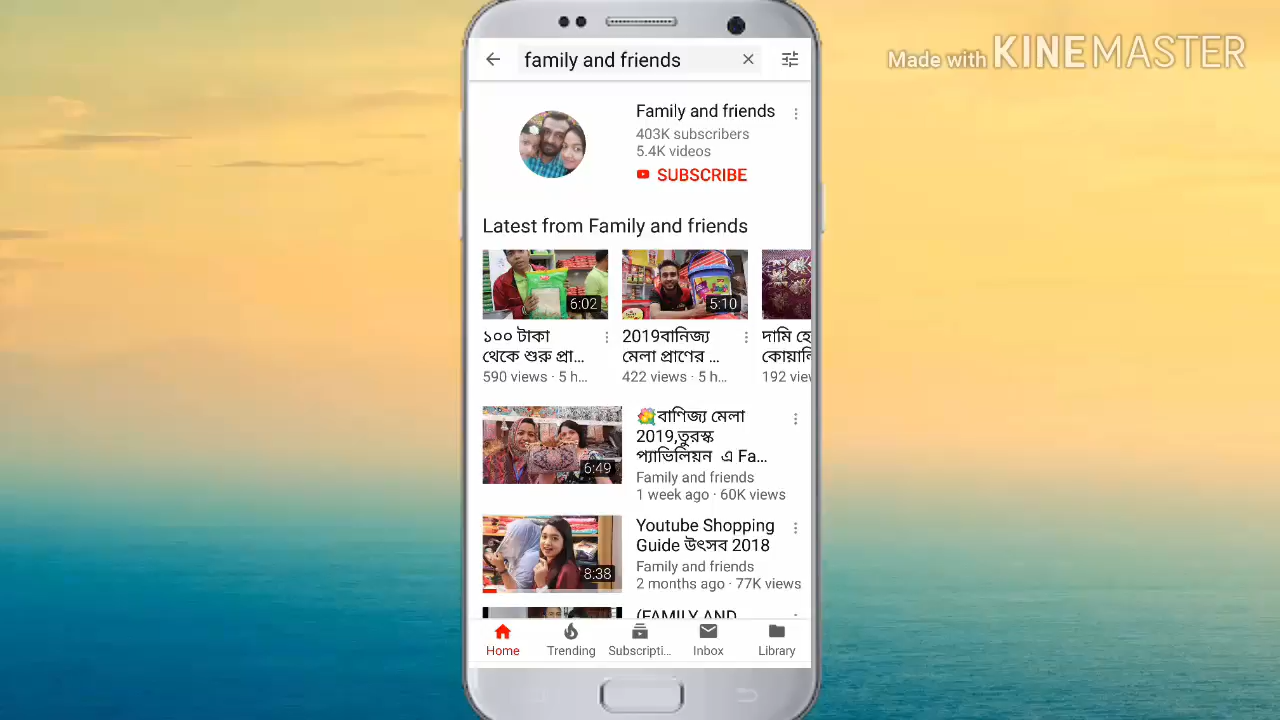 Made with KINEMASTER
family and friends
Family and friends
403K subscribers
5.4K videos
SUBSCRIBE
Latest from Family and friends
6:02
5:10
১০০ টাকা
থেকে শুরু প্রা...
590 views · 5 h...
2019বানিজ্য
মেলা প্রাণের ...
422 views · 5 h...
দামি হে
কোয়ালি
192 view
6:49
বাণিজ্য মেলা
2019,তুরস্ক
প্যাভিলিয়ন এ Fa...
Family and friends
1 week ago · 60K views
8:38
Youtube Shopping
Guide উৎসব 2018
Family and friends
2 months ago · 77K views
(FAMILY AND
Home
Trending
Subscripti...
Inbox
Library